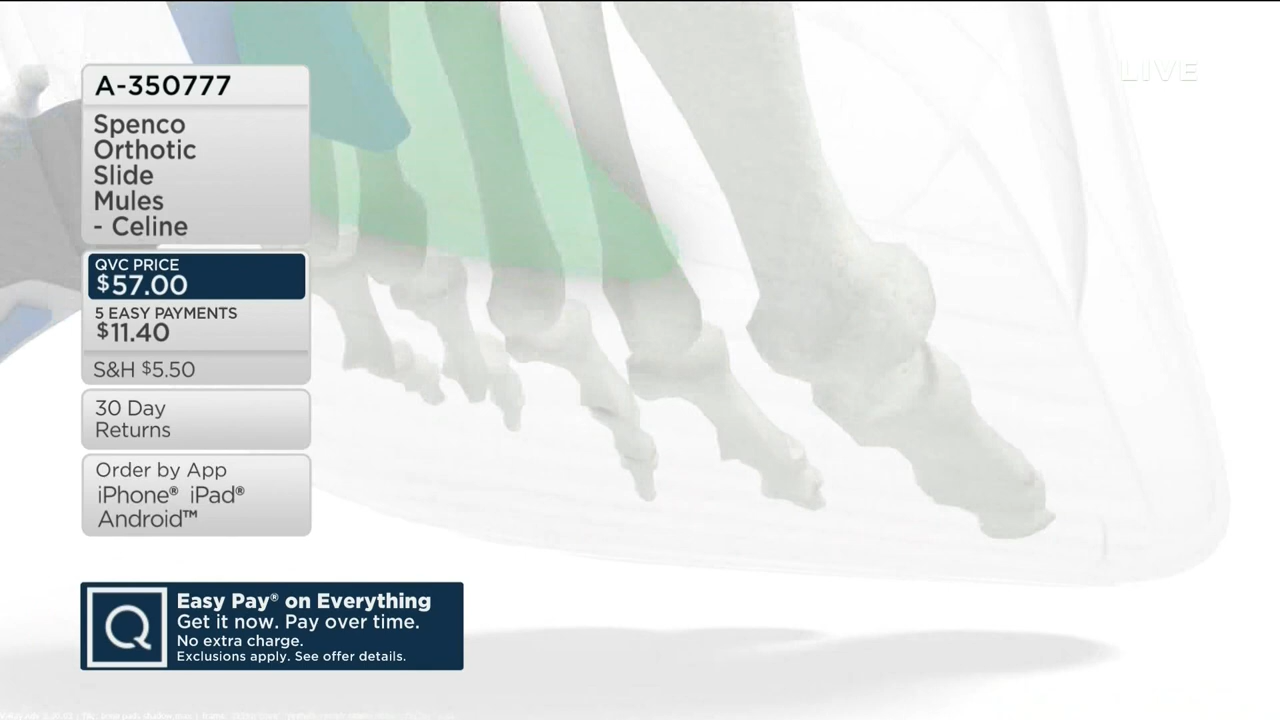 LIVE
A-350777
Spenco
Orthotic
Slide
Mules
- Celine
QVC PRICE
$57.00
5 EASY PAYMENTS
$11.40
S&H $5.50
30 Day
Returns
Order by App
iPhone® iPad®
Android™
Q
Easy Pay® on Everything
Get it now. Pay over time.
No extra charge.
Exclusions apply. See offer details.